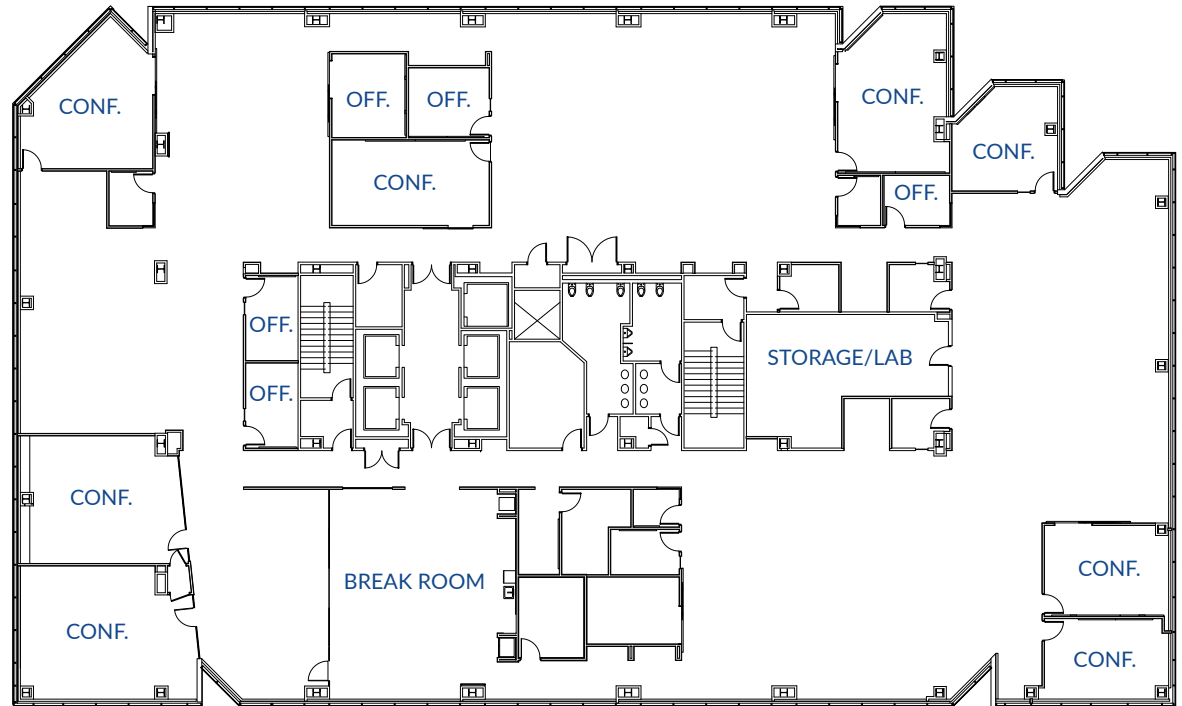 CONF.
OFF.
OFF.
CONF.
CONF.
CONF.
OFF.
OFF.
STORAGE/LAB
OFF.
CONF.
BREAK ROOM
CONF.
CONF.
CONF.